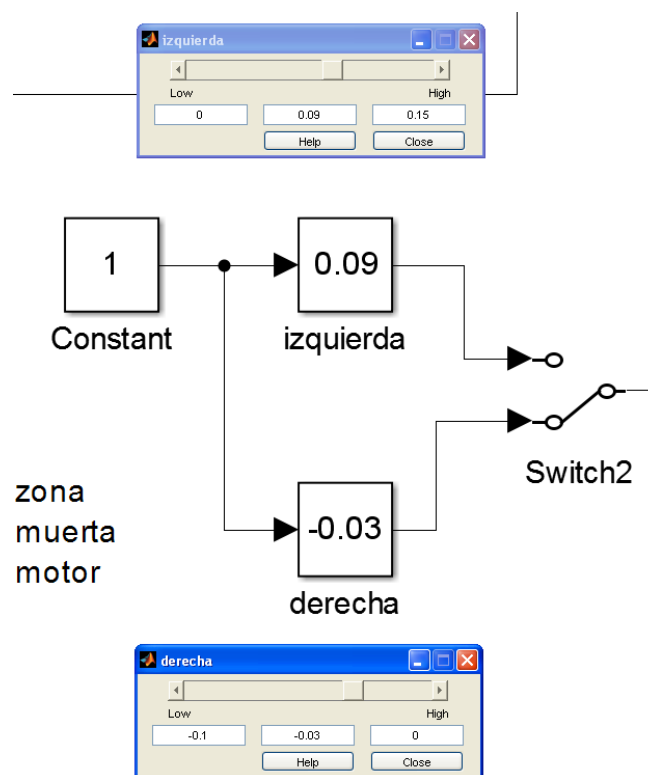 izquierda
Low High
0 0.09 0.15
Help Close
1 0.09
Constant izquierda
Switch2
zona
muerta
motor
-0.03
derecha
derecha
Low High
-0.1 -0.03 0
Help Close